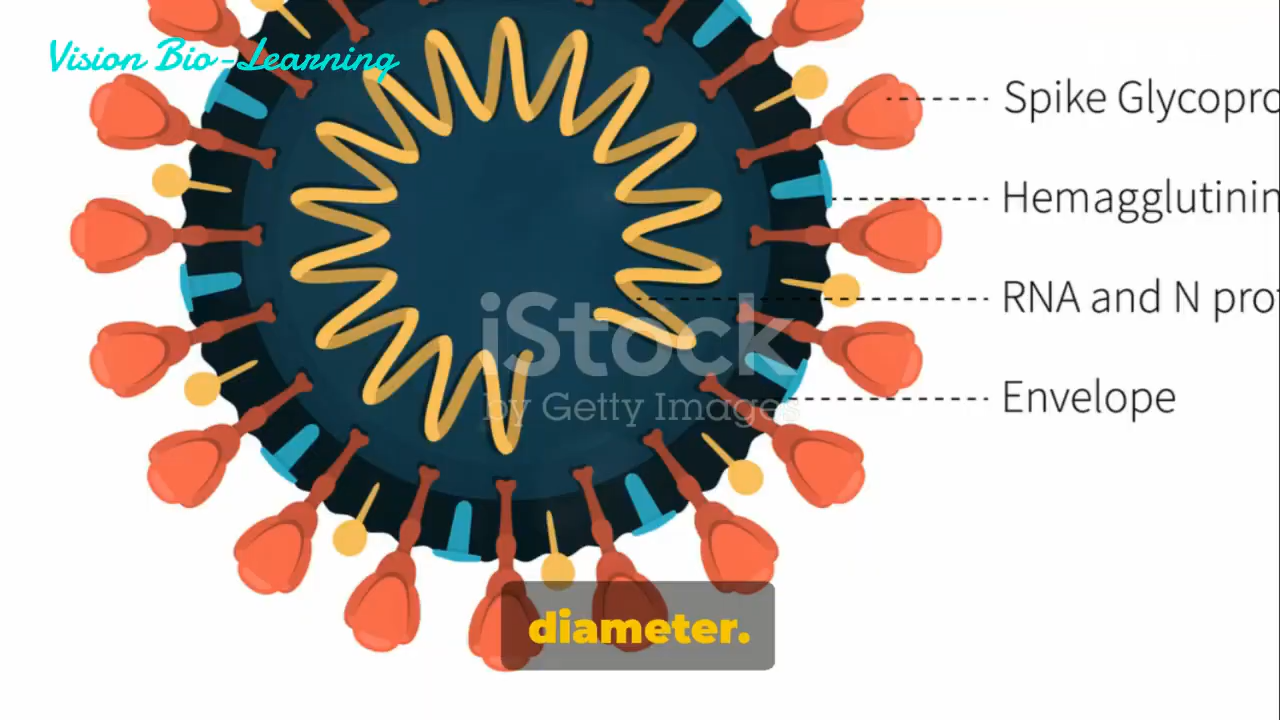 Vision Bio-Learning
Spike Glycopro
Hemagglutinin
RNA and N pro
Envelope
iStock
by Getty Images
diameter.